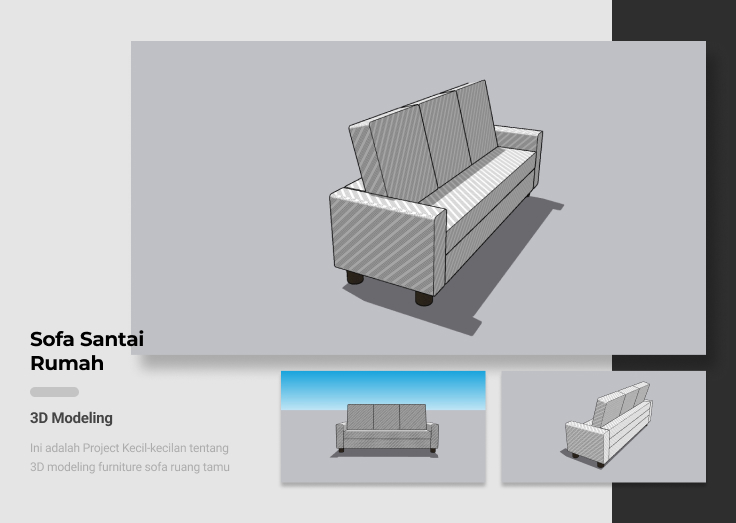 Sofa Santai
Rumah
3D Modeling
Ini adalah Project Kecil-kecilan tentang
3D modeling furniture sofa ruang tamu